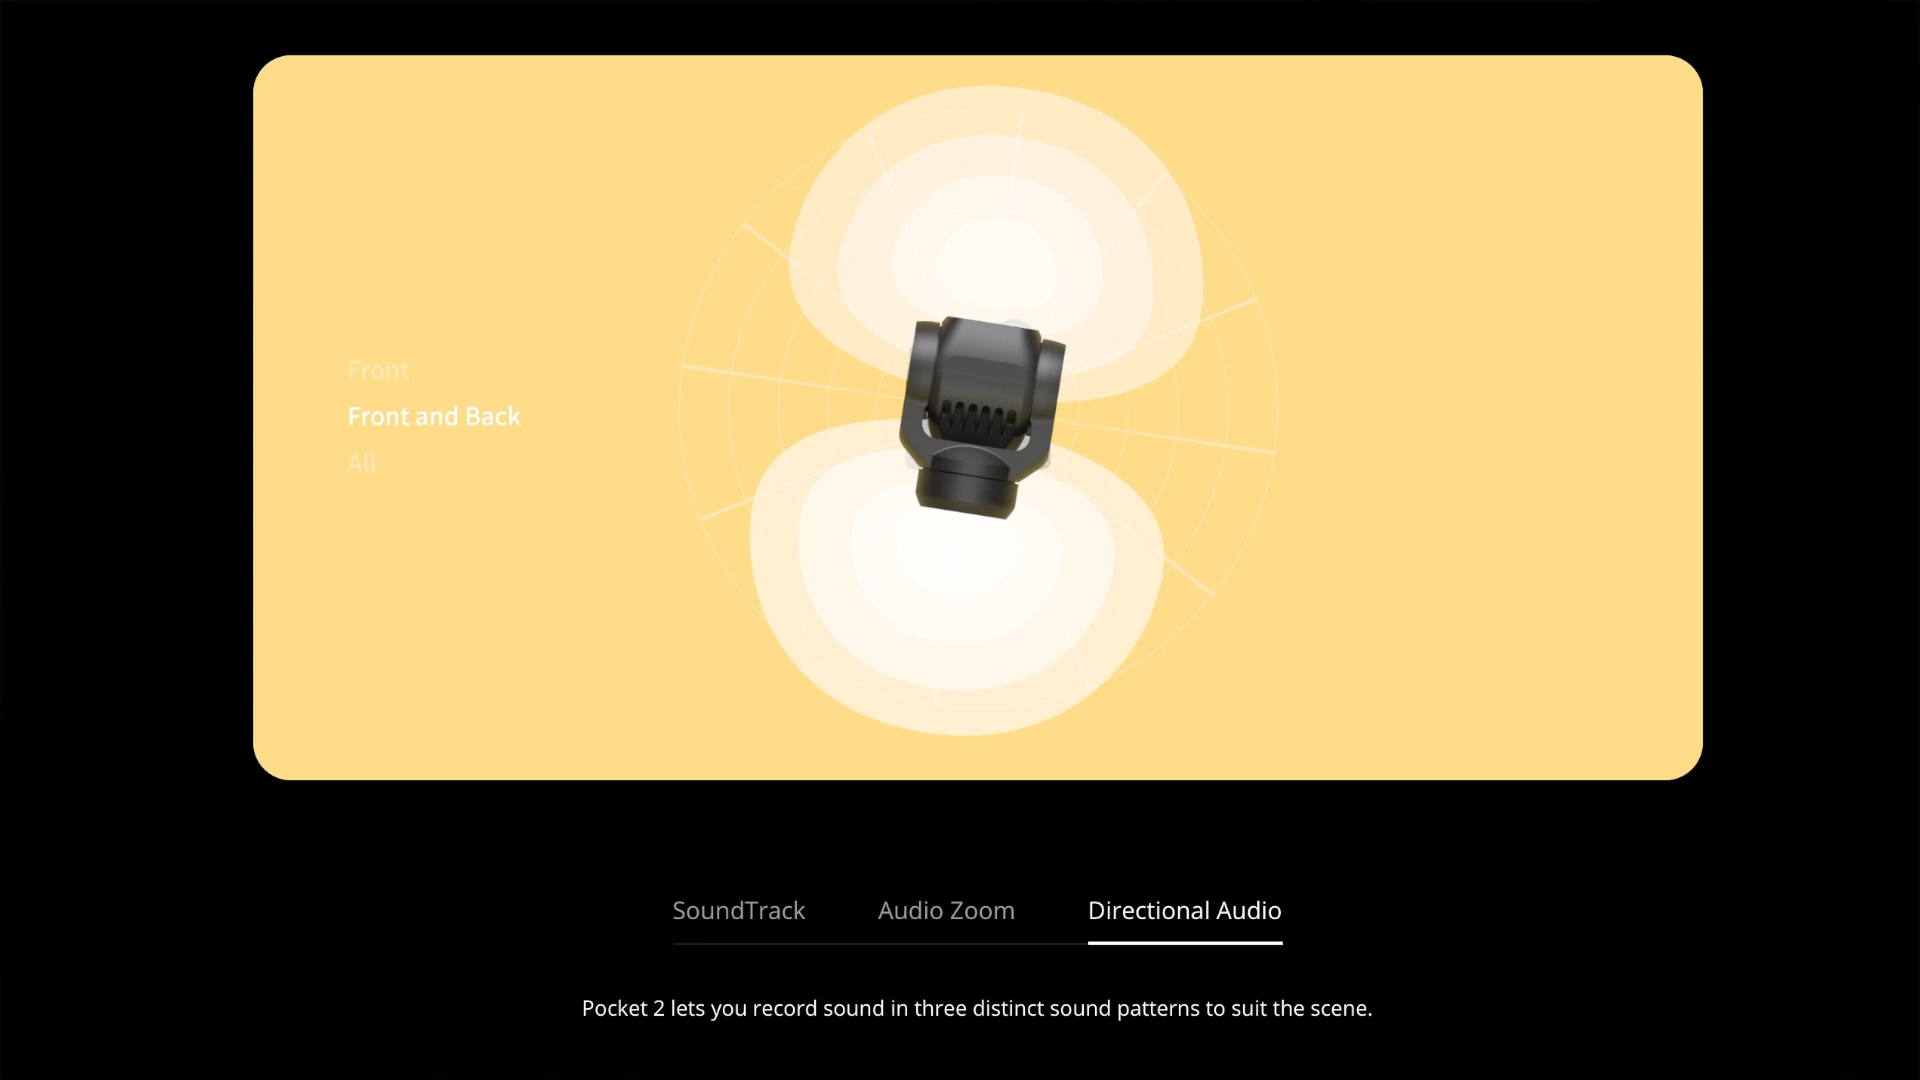 Front
Front and Back
All
SoundTrack Audio Zoom Directional Audio
Pocket 2 lets you record sound in three distinct sound patterns to suit the scene.